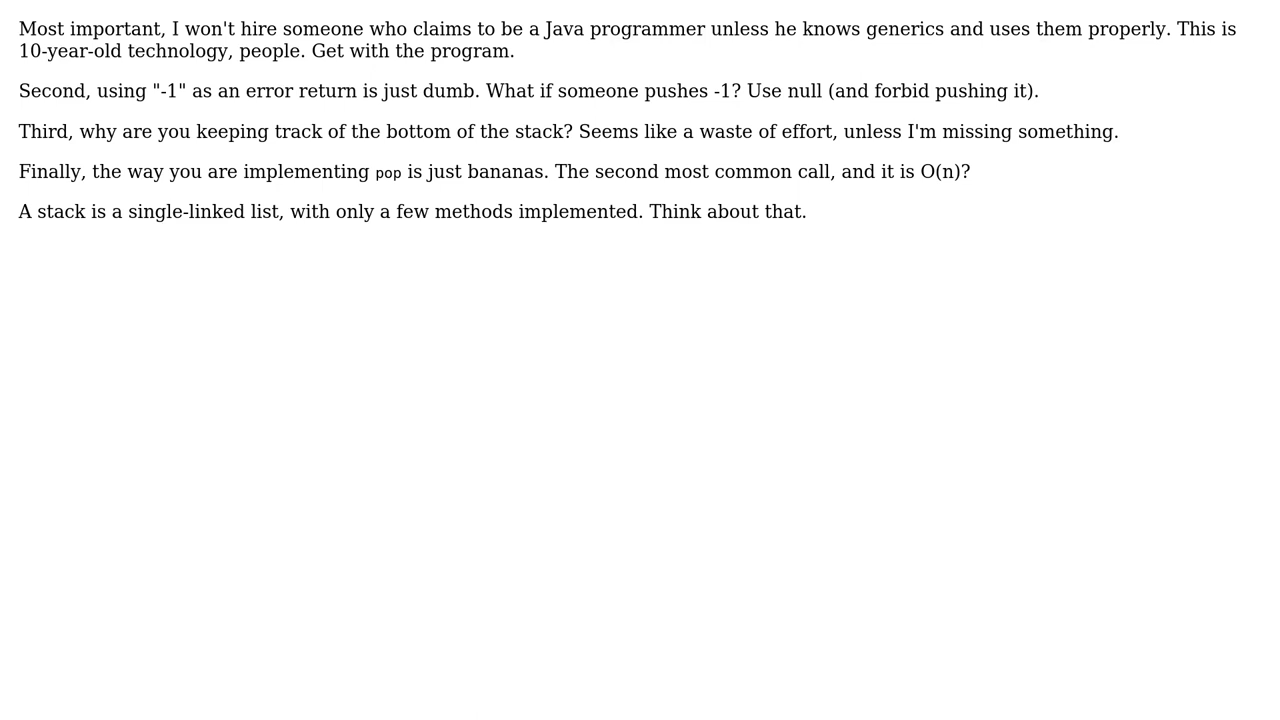 Most important, I won't hire someone who claims to be a Java programmer unless he knows generics and uses them properly. This is
10-year-old technology, people. Get with the program.
Second, using "-1" as an error return is just dumb. What if someone pushes -1? Use null (and forbid pushing it).
Third, why are you keeping track of the bottom of the stack? Seems like a waste of effort, unless I'm missing something.
Finally, the way you are implementing pop is just bananas. The second most common call, and it is O(n)?
A stack is a single-linked list, with only a few methods implemented. Think about that.